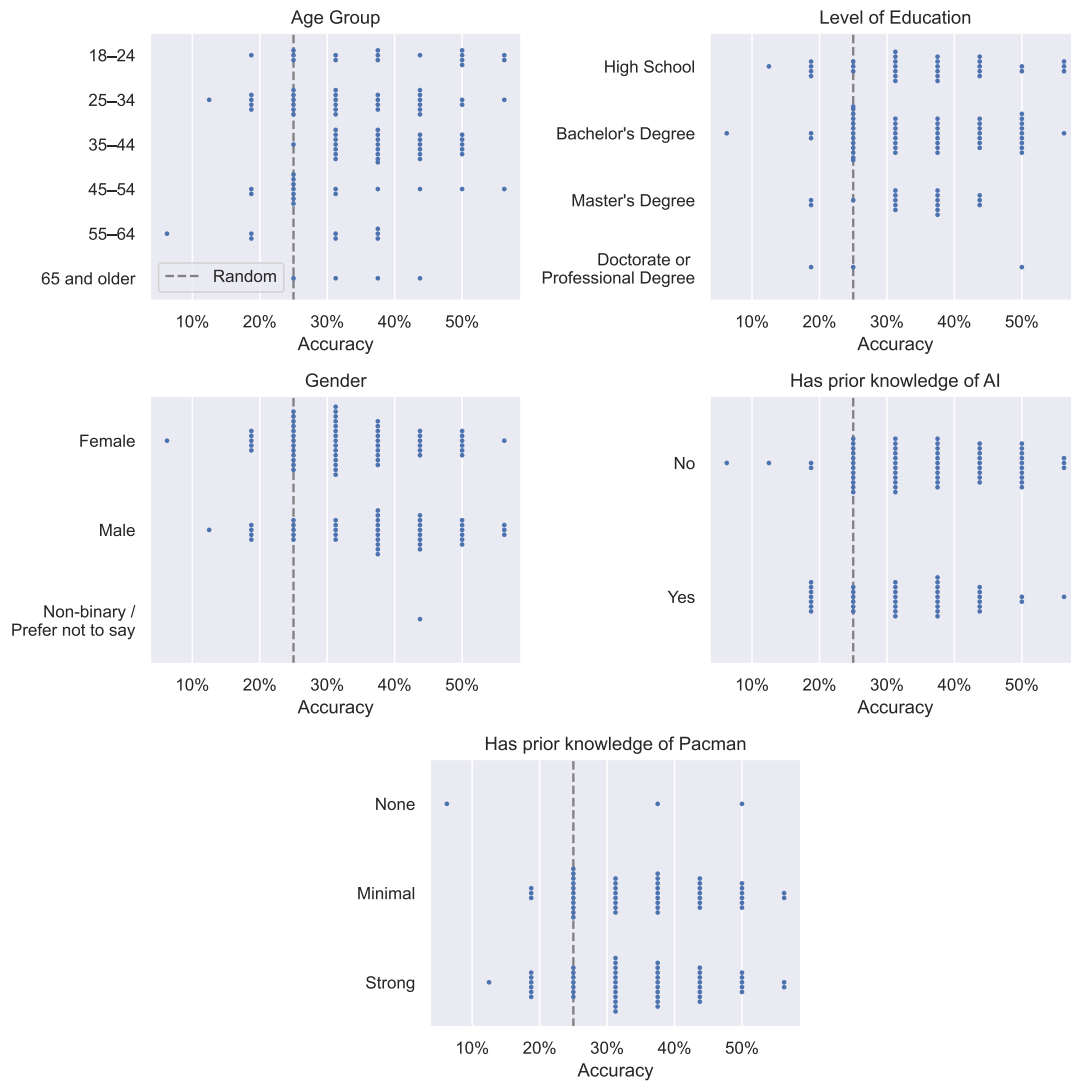 Age Group
18–24
25–34
35–44
45–54
55–64
65 and older
Random
10% 20% 30% 40% 50%
Accuracy
Level of Education
High School
Bachelor's Degree
Master's Degree
Doctorate or
Professional Degree
10% 20% 30% 40% 50%
Accuracy
Gender
Female
Male
Non-binary /
Prefer not to say
10% 20% 30% 40% 50%
Accuracy
Has prior knowledge of AI
No
Yes
10% 20% 30% 40% 50%
Accuracy
Has prior knowledge of Pacman
None
Minimal
Strong
10% 20% 30% 40% 50%
Accuracy